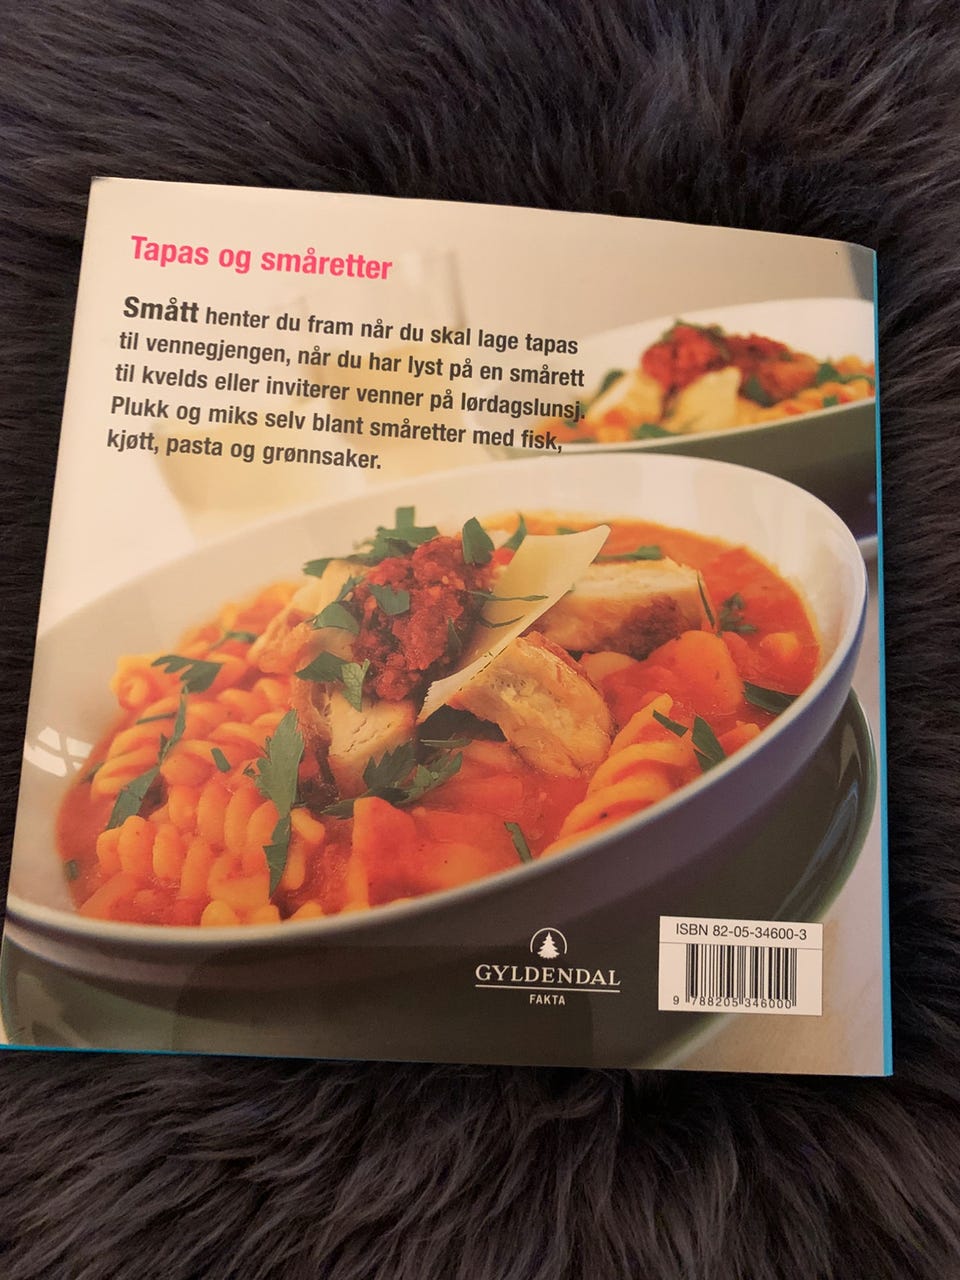 Tapas og småretter
Smått henter du fram når du skal lage tapas
til vennegjengen, når du har lyst på en smårett
til kvelds eller inviterer venner på lørdagslunsj.
Plukk og miks selv blant småretter med fisk,
kjøtt, pasta og grønnsaker.
GYLDENDAL
FAKTA
ISBN 82-05-34600-3
9 788205 346000